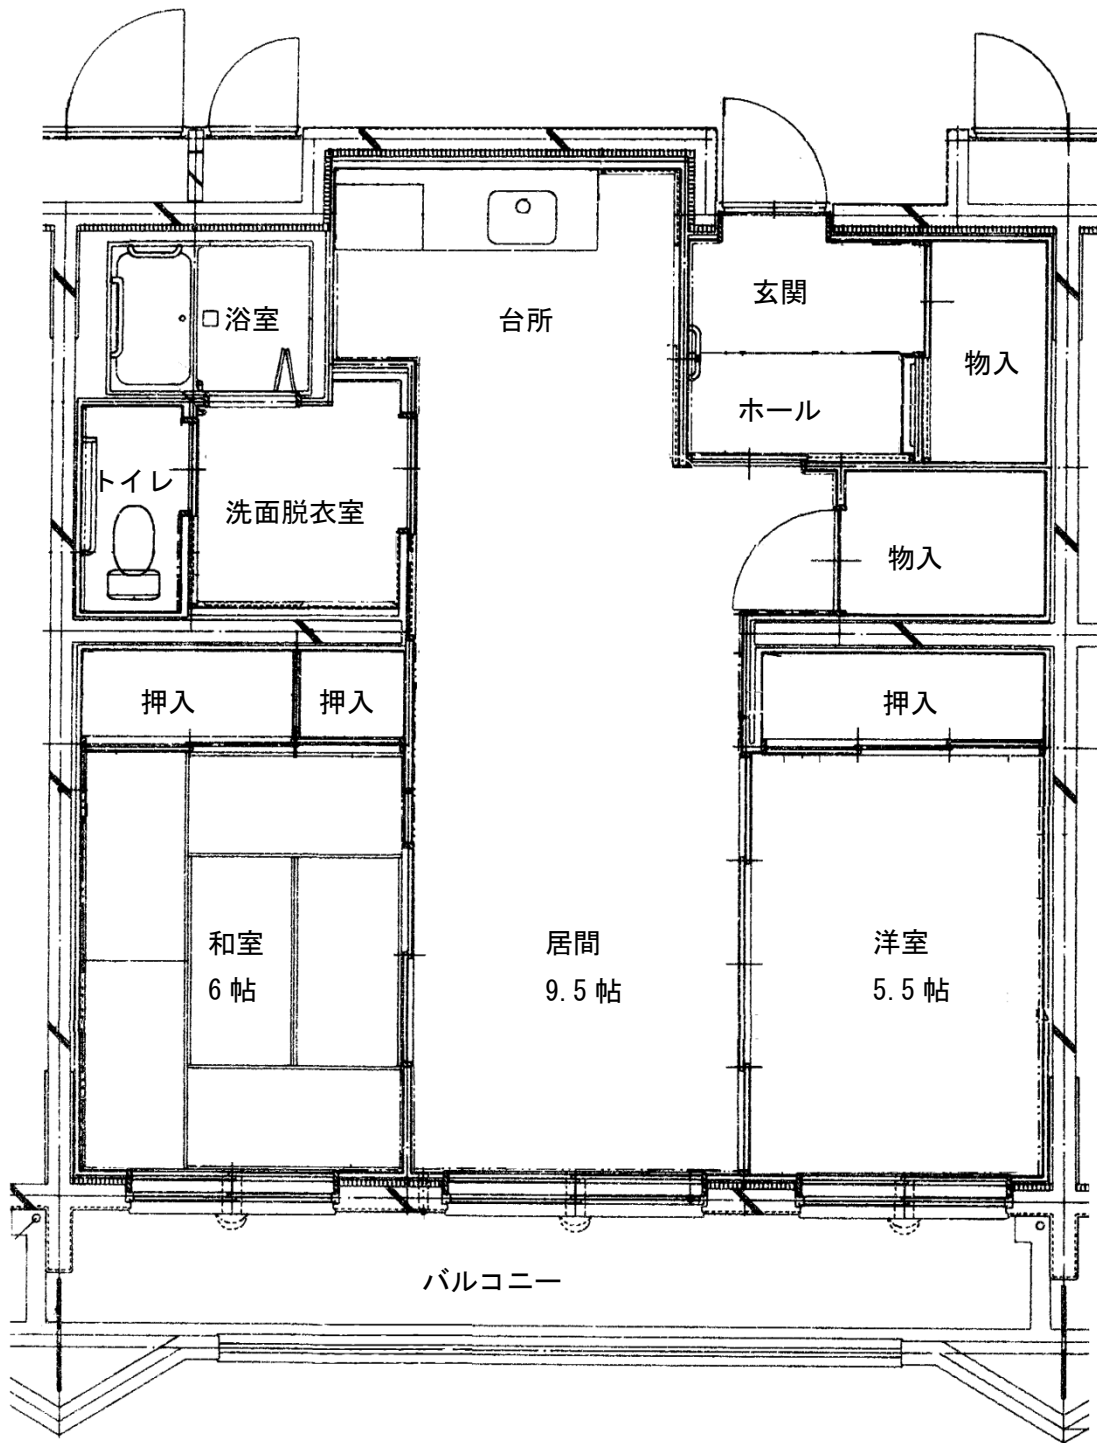 玄関
浴室
台所
物入
ホール
トイレ
洗面脱衣室
物入
押入
押入
押入
和室
6 帖
居間
9.5 帖
洋室
5.5 帖
バルコニー